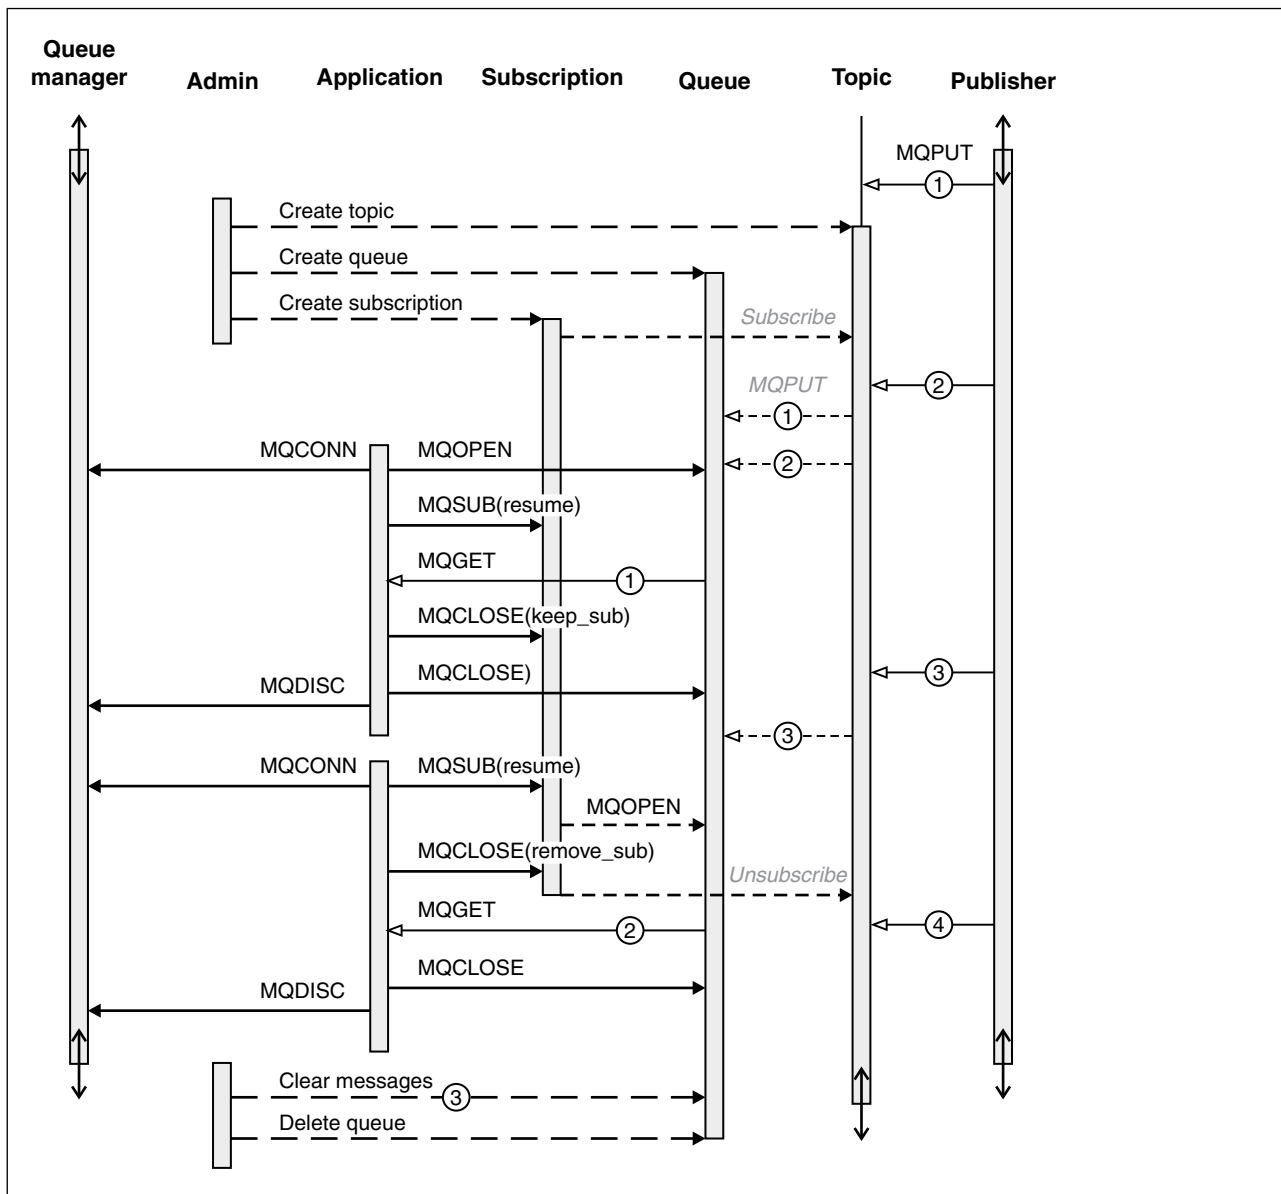 Queue
manager
Admin
Application
Subscription
Queue
Topic
Publisher
MQPUT
1
Create topic
Create queue
Create subscription
Subscribe
MQPUT
2
1
MQCONN
MQOPEN
2
MQSUB(resume)
MQGET
1
MQCLOSE(keep_sub)
MQCLOSE)
3
MQDISC
3
MQCONN
MQSUB(resume)
MQOPEN
MQCLOSE(remove_sub)
Unsubscribe
MQGET
2
4
MQCLOSE
MQDISC
Clear messages
3
Delete queue